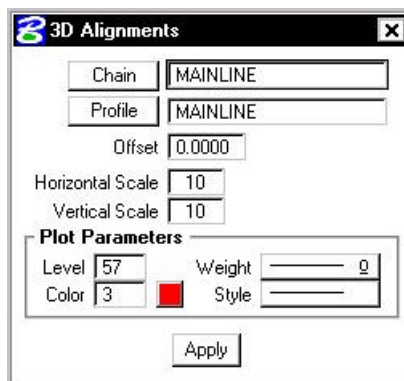 3D Alignments
Chain MAINLINE
Profile MAINLINE
Offset 0.0000
Horizontal Scale 10
Vertical Scale 10
Plot Parameters
Level 57 Weight 0
Color 3 Style
Apply